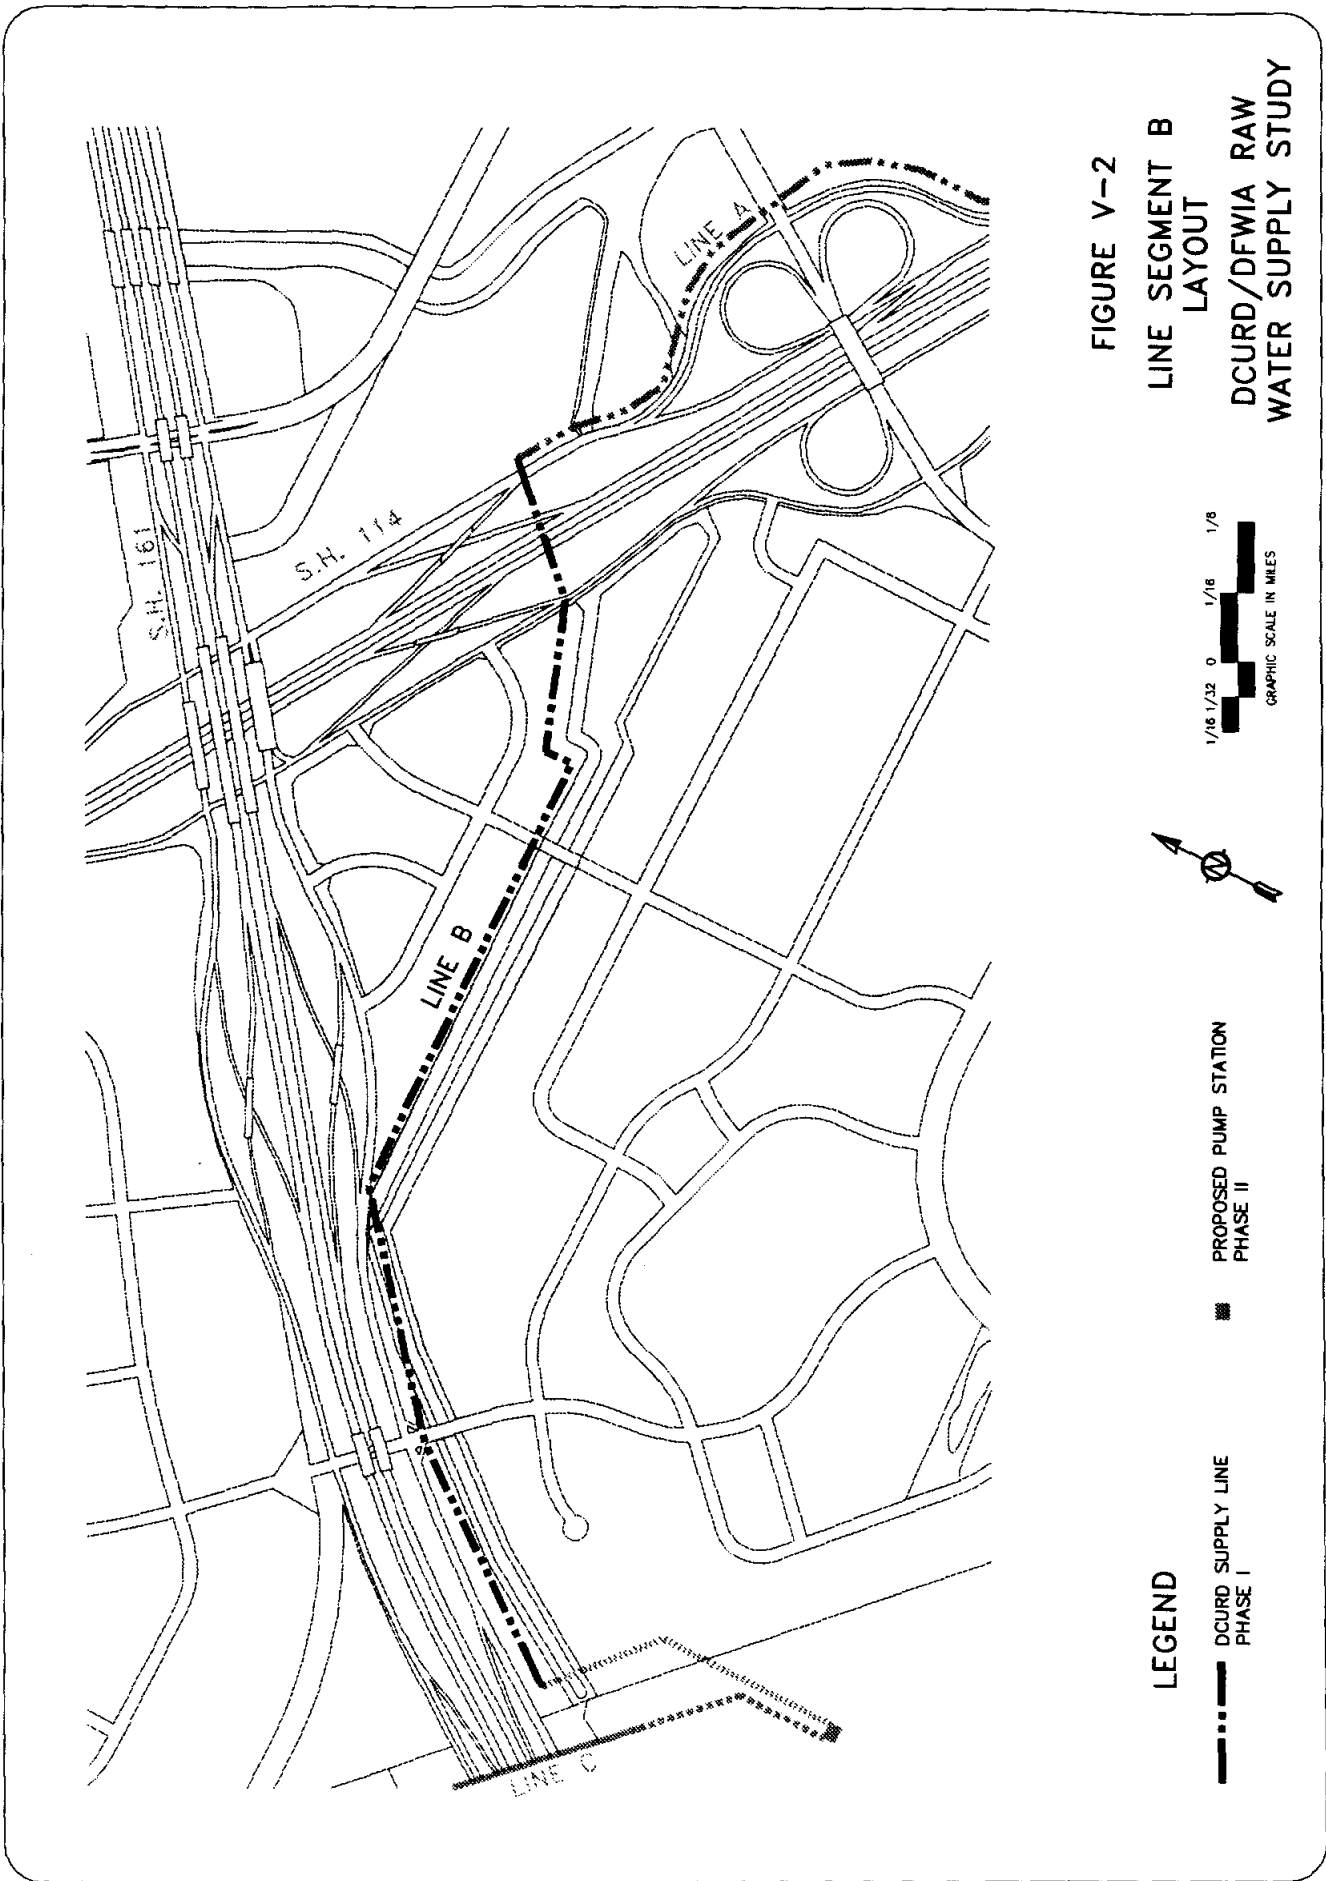 S.H. 161
S.H. 114
LINE A
LINE B
LINE C
LEGEND
DCURD SUPPLY LINE
PHASE I
PROPOSED PUMP STATION
PHASE II
N
1/16 1/32 0 1/16 1/8
GRAPHIC SCALE IN MILES
FIGURE V-2
LINE SEGMENT B
LAYOUT
DCURD/DFWIA RAW
WATER SUPPLY STUDY